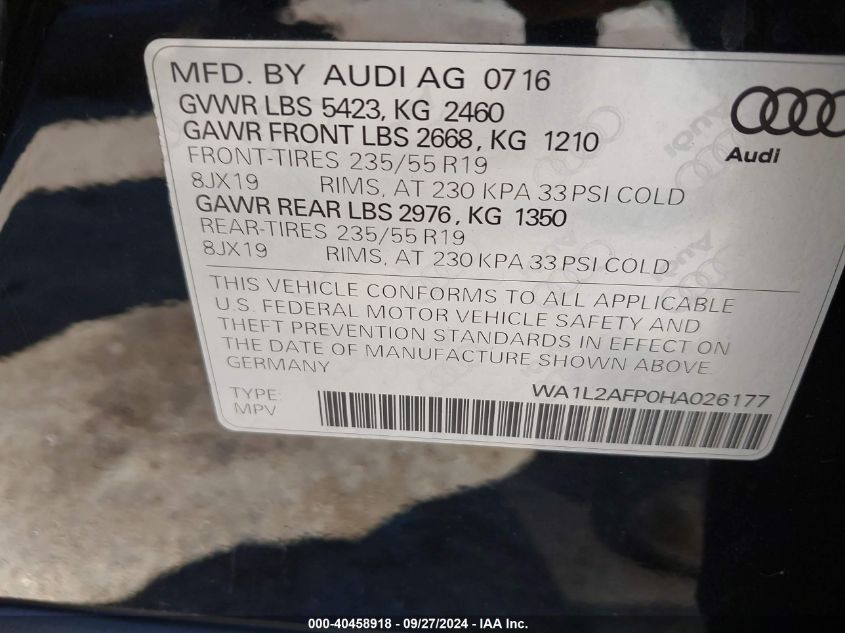 MFD. BY AUDI AG 07 16
GVWR LBS 5423, KG 2460
GAWR FRONT LBS 2668, KG 1210
FRONT-TIRES 235/55 R19
8JX19 RIMS, AT 230 KPA 33 PSI COLD
GAWR REAR LBS 2976, KG 1350
REAR-TIRES 235/55 R19
8JX19 RIMS, AT 230 KPA 33 PSI COLD
Audi
THIS VEHICLE CONFORMS TO ALL APPLICABLE
U.S. FEDERAL MOTOR VEHICLE SAFETY AND
THEFT PREVENTION STANDARDS IN EFFECT ON
THE DATE OF MANUFACTURE SHOWN ABOVE
GERMANY
TYPE: WA1L2AFP0HA026177
MPV
000-40458918 - 09/27/2024 - IAA Inc.